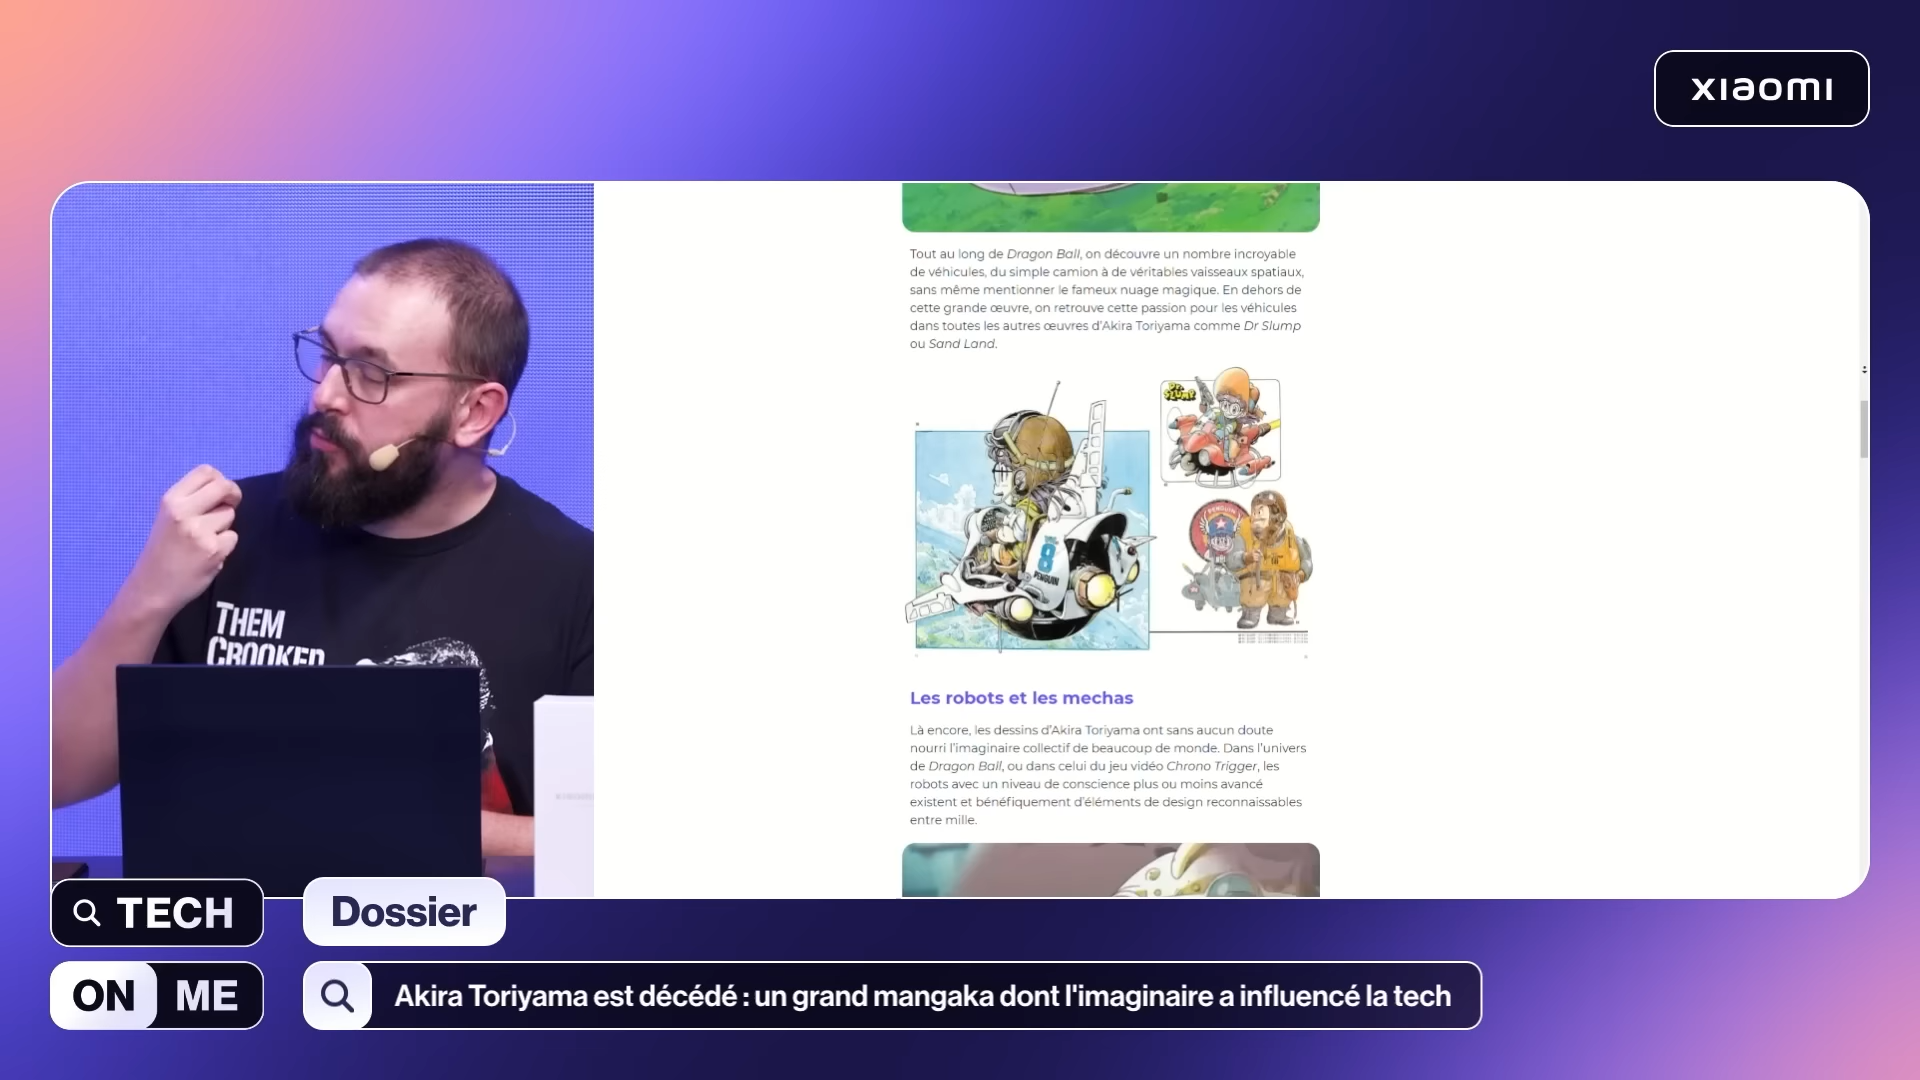 xiaomi
Tout au long de Dragon Ball, on découvre un nombre incroyable
de véhicules, du simple camion à de véritables vaisseaux spatiaux,
sans même mentionner le fameux nuage magique. En dehors de
cette grande œuvre, on retrouve cette passion pour les véhicules
dans toutes les autres œuvres d'Akira Toriyama comme Dr Slump
ou Sand Land.
Dr.
SLUMP
8
PENGUIN
PENGUIN
Les robots et les mechas
Là encore, les dessins d'Akira Toriyama ont sans aucun doute
nourri l'imaginaire collectif de beaucoup de monde. Dans l'univers
de Dragon Ball, ou dans celui du jeu vidéo Chrono Trigger, les
robots avec un niveau de conscience plus ou moins avancé
existent et bénéfiquement d'éléments de design reconnaissables
entre mille.
THEM
CROOKED
TECH
ON ME
Dossier
Akira Toriyama est décédé : un grand mangaka dont l'imaginaire a influencé la tech